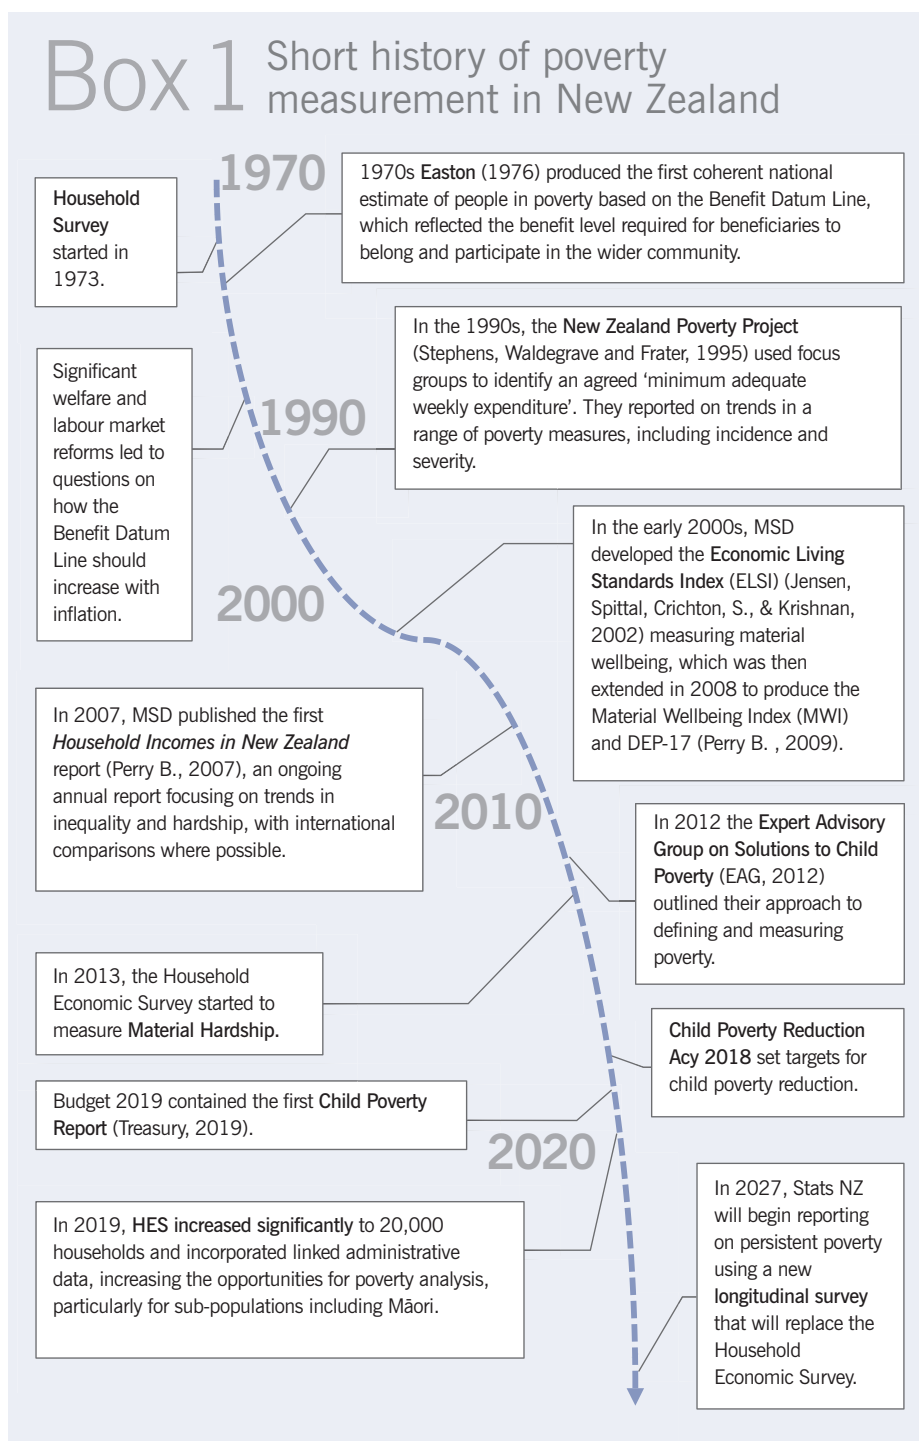 Box 1
Short history of poverty
measurement in New Zealand
1970
Household
Survey
started in
1973.
1970s Easton (1976) produced the first coherent national
estimate of people in poverty based on the Benefit Datum Line,
which reflected the benefit level required for beneficiaries to
belong and participate in the wider community.
In the 1990s, the New Zealand Poverty Project
(Stephens, Waldegrave and Frater, 1995) used focus
groups to identify an agreed ‘minimum adequate
weekly expenditure’. They reported on trends in a
range of poverty measures, including incidence and
severity.
Significant
welfare and
labour market
reforms led to
questions on
how the
Benefit Datum
Line should
increase with
inflation.
1990
In the early 2000s, MSD
developed the Economic Living
Standards Index (ELSI) (Jensen,
Spittal, Crichton, S., & Krishnan,
2002) measuring material
wellbeing, which was then
extended in 2008 to produce the
Material Wellbeing Index (MWI)
and DEP-17 (Perry B. , 2009).
2000
In 2007, MSD published the first
Household Incomes in New Zealand
report (Perry B., 2007), an ongoing
annual report focusing on trends in
inequality and hardship, with international
comparisons where possible.
2010
In 2012 the Expert Advisory
Group on Solutions to Child
Poverty (EAG, 2012)
outlined their approach to
defining and measuring
poverty.
In 2013, the Household
Economic Survey started to
measure Material Hardship.
Child Poverty Reduction
Acy 2018 set targets for
child poverty reduction.
Budget 2019 contained the first Child Poverty
Report (Treasury, 2019).
2020
In 2019, HES increased significantly to 20,000
households and incorporated linked administrative
data, increasing the opportunities for poverty analysis,
particularly for sub-populations including Māori.
In 2027, Stats NZ
will begin reporting
on persistent poverty
using a new
longitudinal survey
that will replace the
Household
Economic Survey.